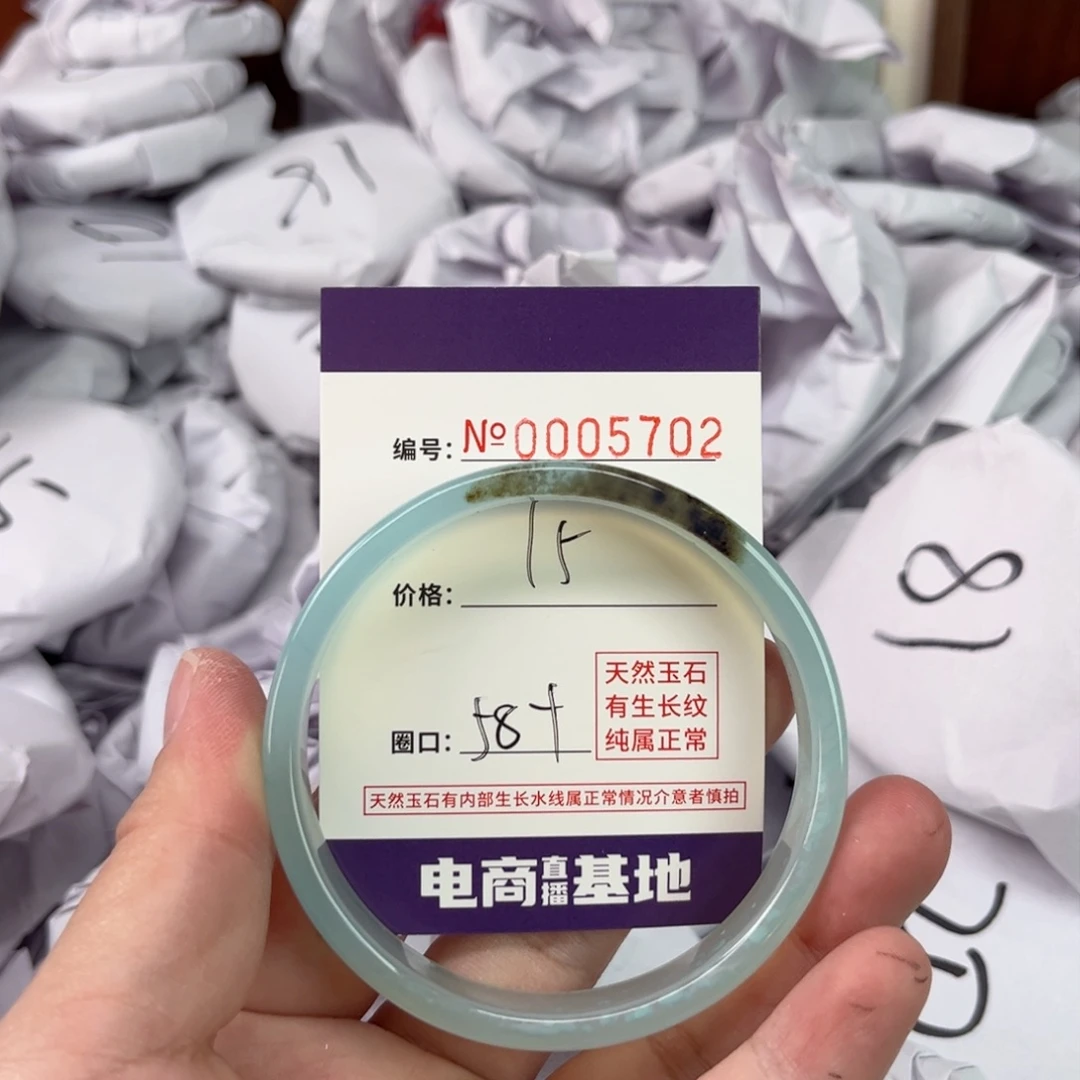 编号: №0005702
价格: 15
圈口: 58+
天然玉石
有生长纹
纯属正常
天然玉石有内部生长水线属正常情况介意者慎拍
电商直播基地
18